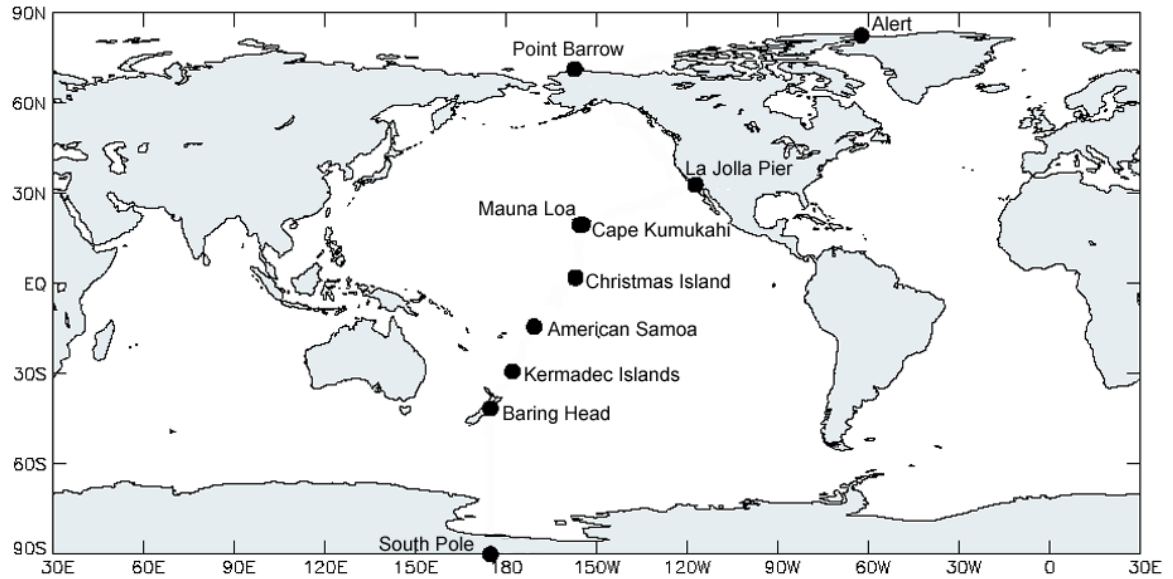 90N
Alert
Point Barrow
60N
La Jolla Pier
30N
Mauna Loa
Cape Kumukahi
EQ
Christmas Island
American Samoa
30S
Kermadec Islands
Baring Head
60S
South Pole
90S
30E 60E 90E 120E 150E 180 150W 120W 90W 60W 30W 0 30E